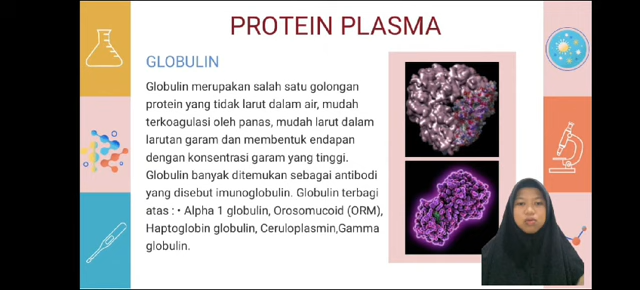 PROTEIN PLASMA
GLOBULIN
Globulin merupakan salah satu golongan
protein yang tidak larut dalam air, mudah
terkoagulasi oleh panas, mudah larut dalam
larutan garam dan membentuk endapan
dengan konsentrasi garam yang tinggi.
Globulin banyak ditemukan sebagai antibodi
yang disebut imunoglobulin. Globulin terbagi
atas : • Alpha 1 globulin, Orosomucoid (ORM),
Haptoglobin globulin, Ceruloplasmin,Gamma
globulin.